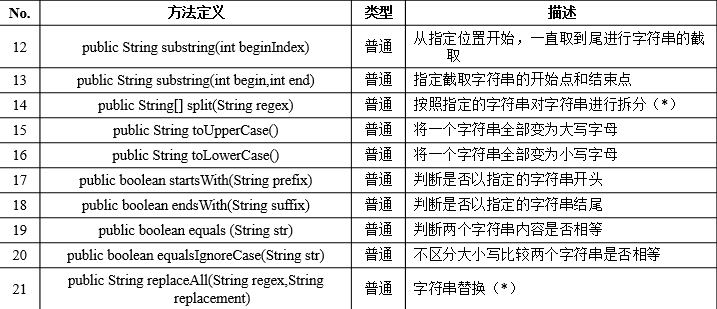 No. 方法定义 类型 描述
12 public String substring(int beginIndex) 普通 从指定位置开始，一直取到尾进行字符串的截
取
13 public String substring(int begin,int end) 普通 指定截取字符串的开始点和结束点
14 public String[] split(String regex) 普通 按照指定的字符串对字符串进行拆分（*）
15 public String toUpperCase() 普通 将一个字符串全部变为大写字母
16 public String toLowerCase() 普通 将一个字符串全部变为小写字母
17 public boolean startsWith(String prefix) 普通 判断是否以指定的字符串开头
18 public boolean endsWith(String suffix) 普通 判断是否以指定的字符串结尾
19 public boolean equals (String str) 普通 判断两个字符串内容是否相等
20 public boolean equalsIgnoreCase(String str) 普通 不区分大小写比较两个字符串是否相等
21 public String replaceAll(String regex,String 普通 字符串替换（*）
replacement)